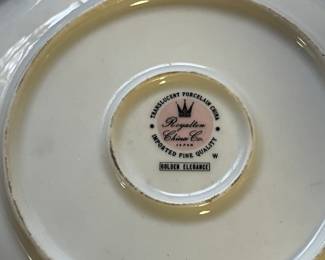 TRANSLUCENT PORCELAIN CHINA
Royalton
China Co.
JAPAN
IMPORTED FINE QUALITY
W
GOLDEN ELEGANCE